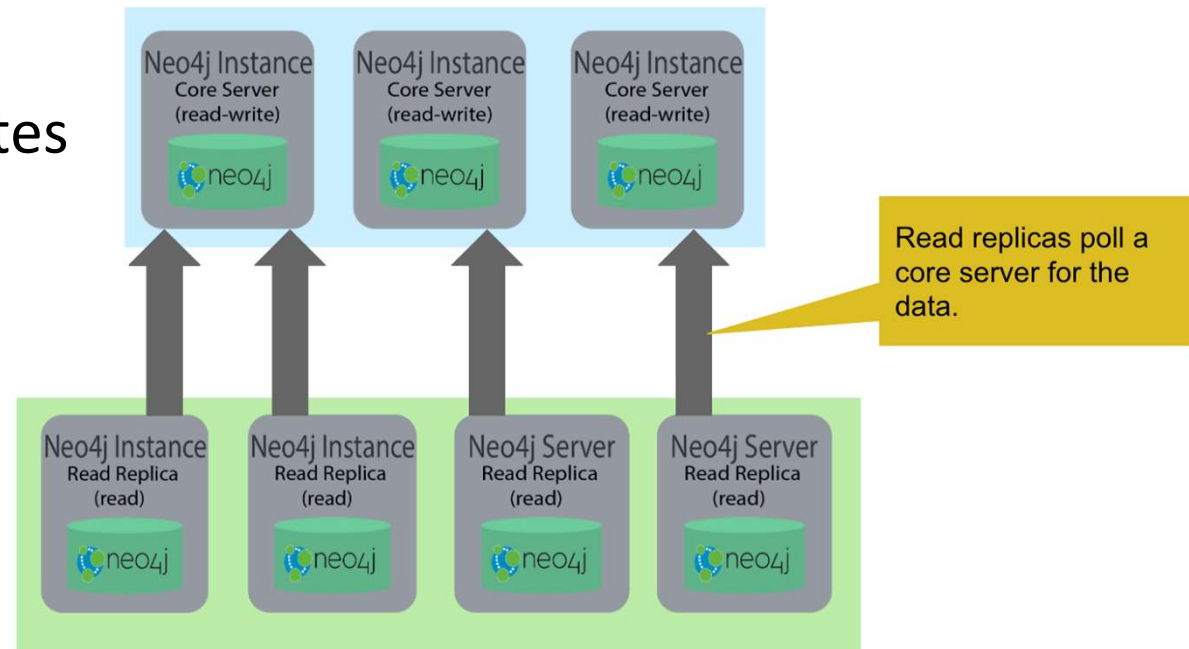 Neo4j Instance
Core Server
(read-write)
neo4j
Neo4j Instance
Core Server
(read-write)
neo4j
Neo4j Instance
Core Server
(read-write)
neo4j
Read replicas poll a
core server for the
data.
Neo4j Instance
Read Replica
(read)
neo4j
Neo4j Instance
Read Replica
(read)
neo4j
Neo4j Server
Read Replica
(read)
neo4j
Neo4j Server
Read Replica
(read)
neo4j